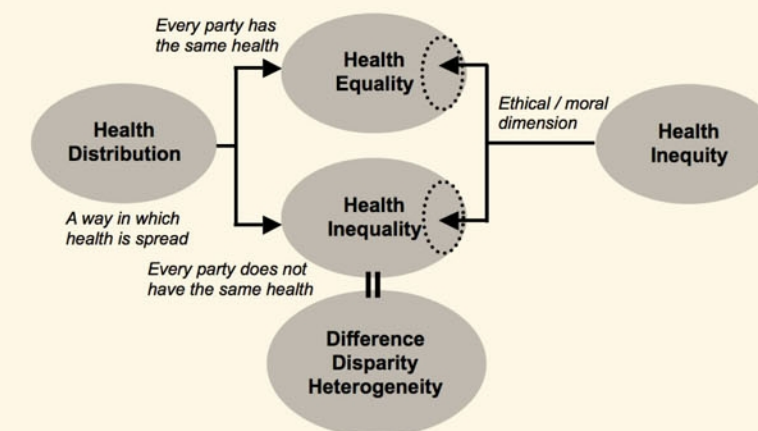 Every party has
the same health
Health
Equality
Ethical / moral
dimension
Health
Distribution
Health
Inequity
A way in which
health is spread
Health
Inequality
Every party does not
have the same health
Difference
Disparity
Heterogeneity